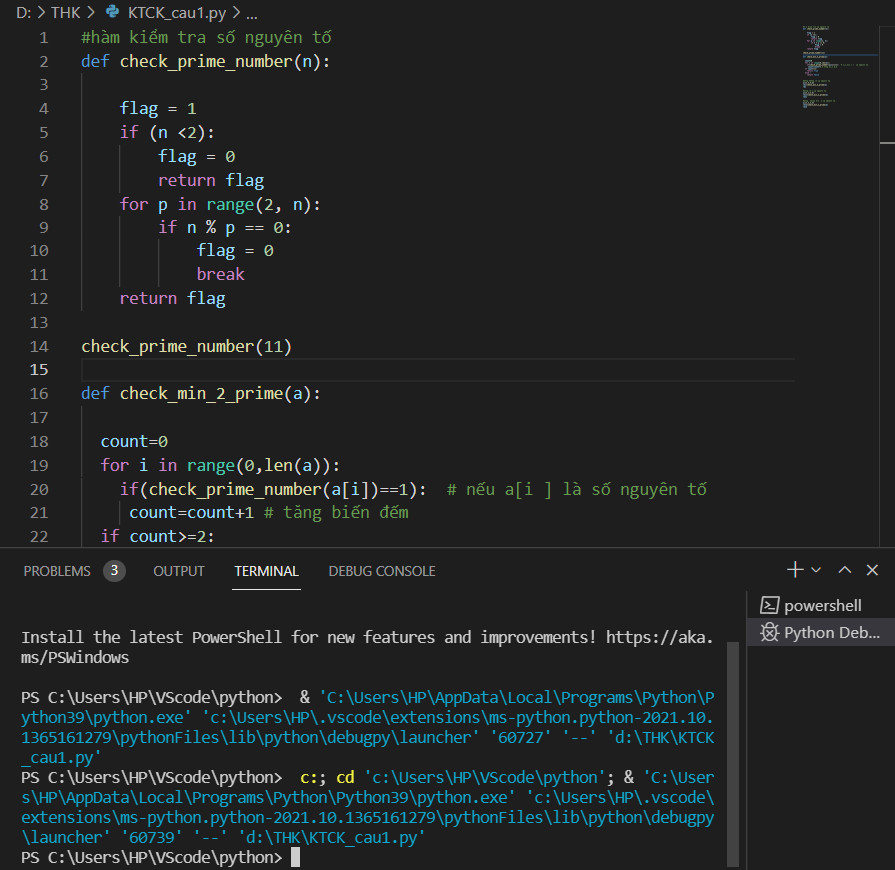 D: > THK > KTCK_cau1.py > ...
1 #hàm kiểm tra số nguyên tố
2 def check_prime_number(n):
3
4     flag = 1
5     if (n <2):
6         flag = 0
7         return flag
8     for p in range(2, n):
9         if n % p == 0:
10             flag = 0
11             break
12     return flag
13
14 check_prime_number(11)
15
16 def check_min_2_prime(a):
17
18   count=0
19   for i in range(0,len(a)):
20     if(check_prime_number(a[i])==1):  # nếu a[i ] là số nguyên tố
21      count=count+1 # tăng biến đếm
22   if count>=2:
PROBLEMS 3 OUTPUT TERMINAL DEBUG CONSOLE
powershell
Python Deb...
Install the latest PowerShell for new features and improvements! https://aka.
ms/PSWindows
PS C:\Users\HP\VScode\python>  & 'C:\Users\HP\AppData\Local\Programs\Python\P
ython39\python.exe' 'c:\Users\HP\.vscode\extensions\ms-python.python-2021.10.
1365161279\pythonFiles\lib\python\debugpy\launcher' '60727' '--' 'd:\THK\KTCK
_cau1.py'
PS C:\Users\HP\VScode\python>  c:; cd 'c:\Users\HP\VScode\python'; & 'C:\User
s\HP\AppData\Local\Programs\Python\Python39\python.exe' 'c:\Users\HP\.vscode\
extensions\ms-python.python-2021.10.1365161279\pythonFiles\lib\python\debugpy
\launcher' '60739' '--' 'd:\THK\KTCK_cau1.py'
PS C:\Users\HP\VScode\python>